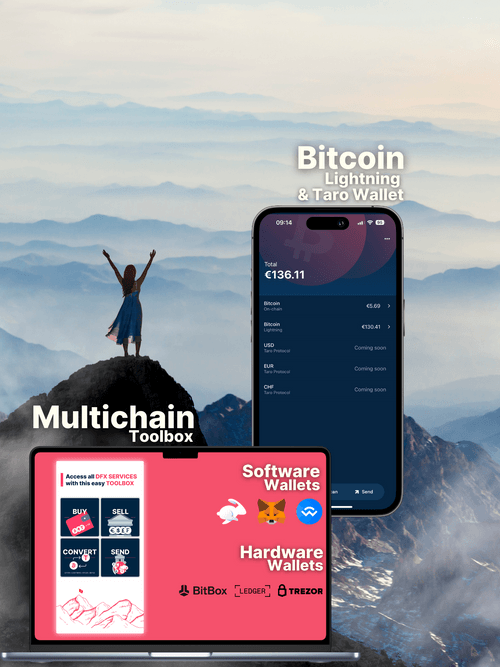 Bitcoin
Lightning
& Taro Wallet
09:14
Total
€136.11
Bitcoin
On-chain
€5.69
Bitcoin
Lightning
€130.41
USD
Taro Protocol
Coming soon
EUR
Taro Protocol
Coming soon
CHF
Taro Protocol
Coming soon
Send
Multichain
Toolbox
Access all DFX SERVICES
with this easy TOOLBOX
BUY
SELL
CONVERT
SEND
Software
Wallets
Hardware
Wallets
BitBox
LEDGER
TREZOR